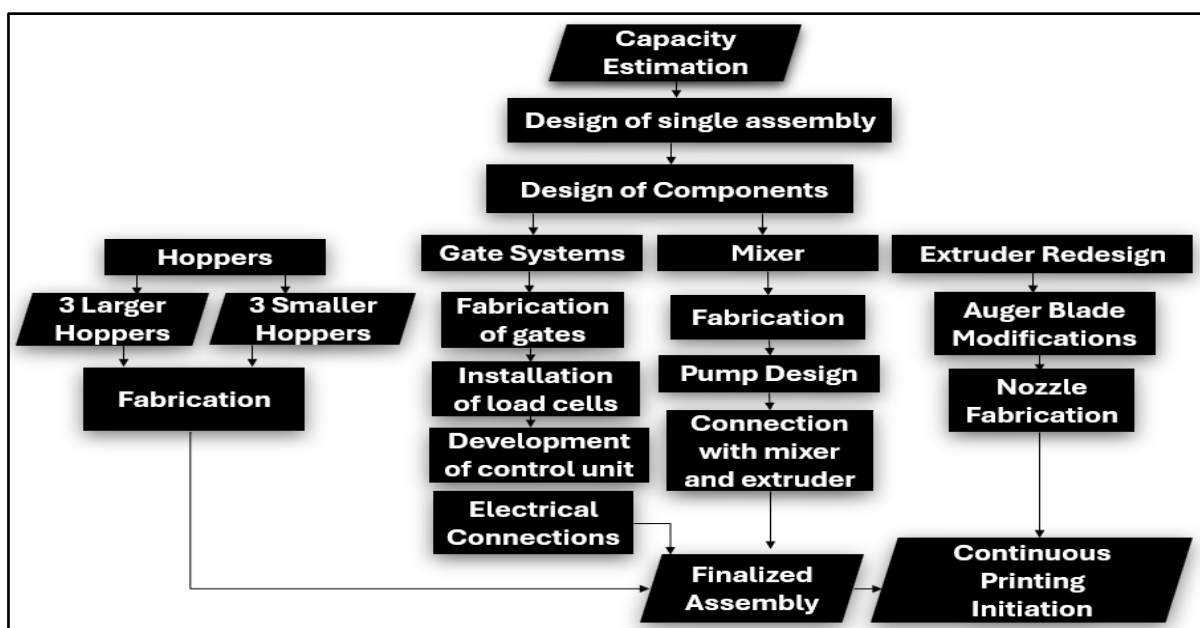 Capacity
Estimation
Design of single assembly
Design of Components
Hoppers
3 Larger
Hoppers
3 Smaller
Hoppers
Fabrication
Gate Systems
Fabrication
of gates
Installation
of load cells
Development
of control unit
Electrical
Connections
Mixer
Fabrication
Pump Design
Connection
with mixer
and extruder
Finalized
Assembly
Extruder Redesign
Auger Blade
Modifications
Nozzle
Fabrication
Continuous
Printing
Initiation